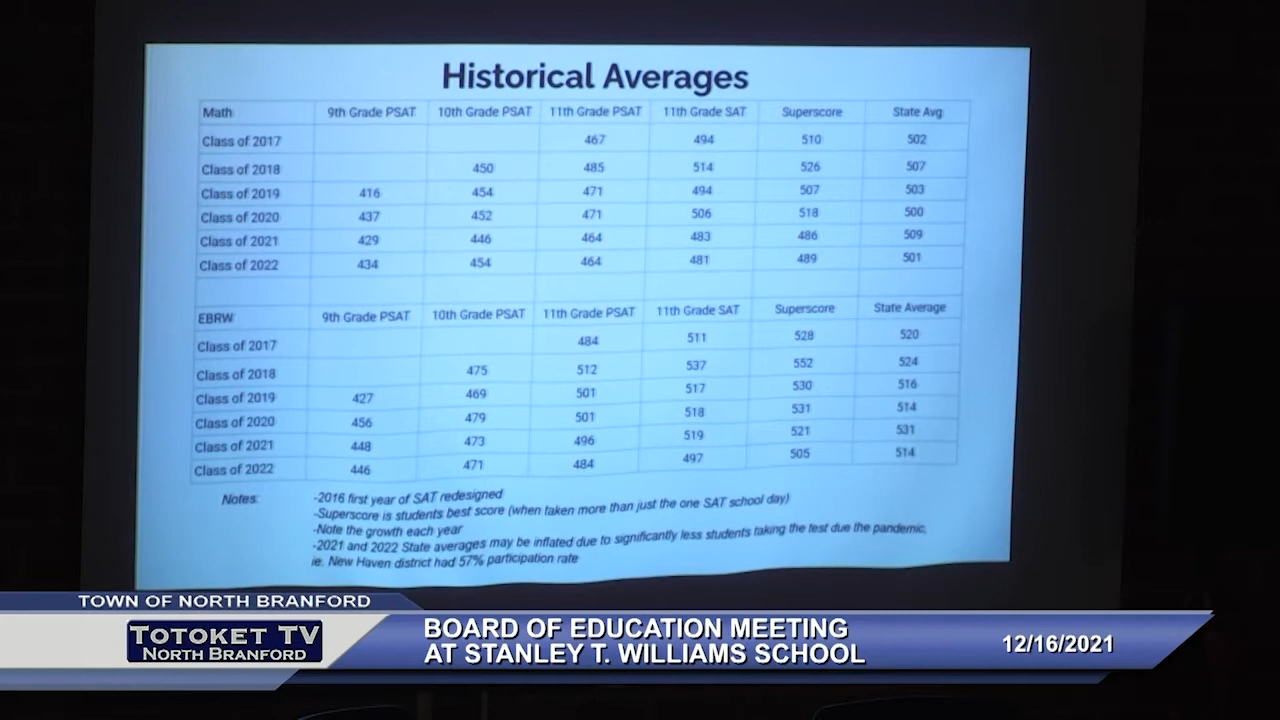 Historical Averages
Math 9th Grade PSAT 10th Grade PSAT 11th Grade PSAT 11th Grade SAT Superscore State Avg
Class of 2017 467 494 510 502
Class of 2018 450 485 514 526 507
Class of 2019 416 454 471 494 507 503
Class of 2020 437 452 471 506 518 500
Class of 2021 429 446 464 483 486 509
Class of 2022 434 454 464 481 489 501
EBRW 9th Grade PSAT 10th Grade PSAT 11th Grade PSAT 11th Grade SAT Superscore State Average
Class of 2017 484 511 528 520
Class of 2018 475 512 537 552 524
Class of 2019 427 469 501 517 530 516
Class of 2020 456 479 501 518 531 514
Class of 2021 448 473 496 519 521 531
Class of 2022 446 471 484 497 505 514
Notes: -2016 first year of SAT redesigned
-Superscore is students best score (when taken more than just the one SAT school day)
-Note the growth each year
-2021 and 2022 State averages may be inflated due to significantly less students taking the test due the pandemic,
ie: New Haven district had 57% participation rate
TOWN OF NORTH BRANFORD
TOTOKET TV
NORTH BRANFORD
BOARD OF EDUCATION MEETING
AT STANLEY T. WILLIAMS SCHOOL
12/16/2021